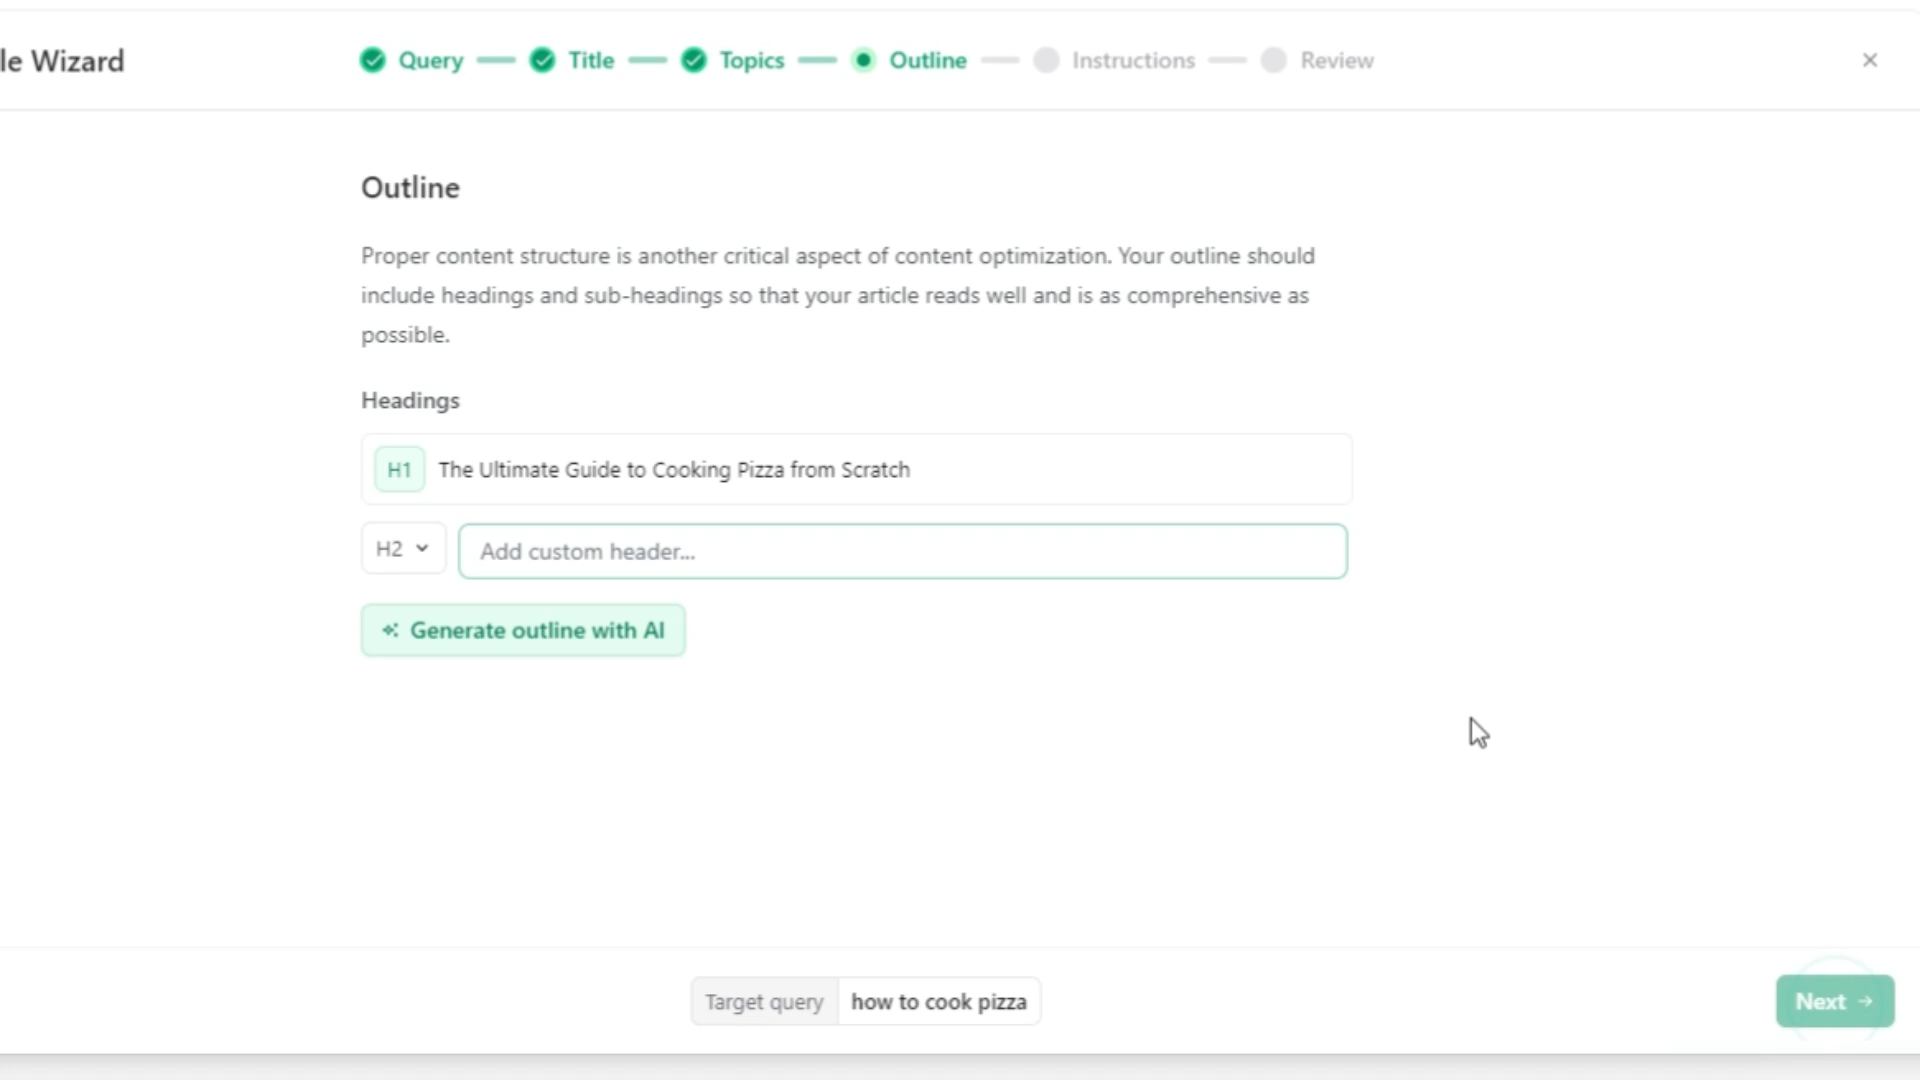 le Wizard
Query
Title
Topics
Outline
Instructions
Review
Outline
Proper content structure is another critical aspect of content optimization. Your outline should
include headings and sub-headings so that your article reads well and is as comprehensive as
possible.
Headings
H1 The Ultimate Guide to Cooking Pizza from Scratch
H2 Add custom header...
Generate outline with AI
Target query how to cook pizza
Next